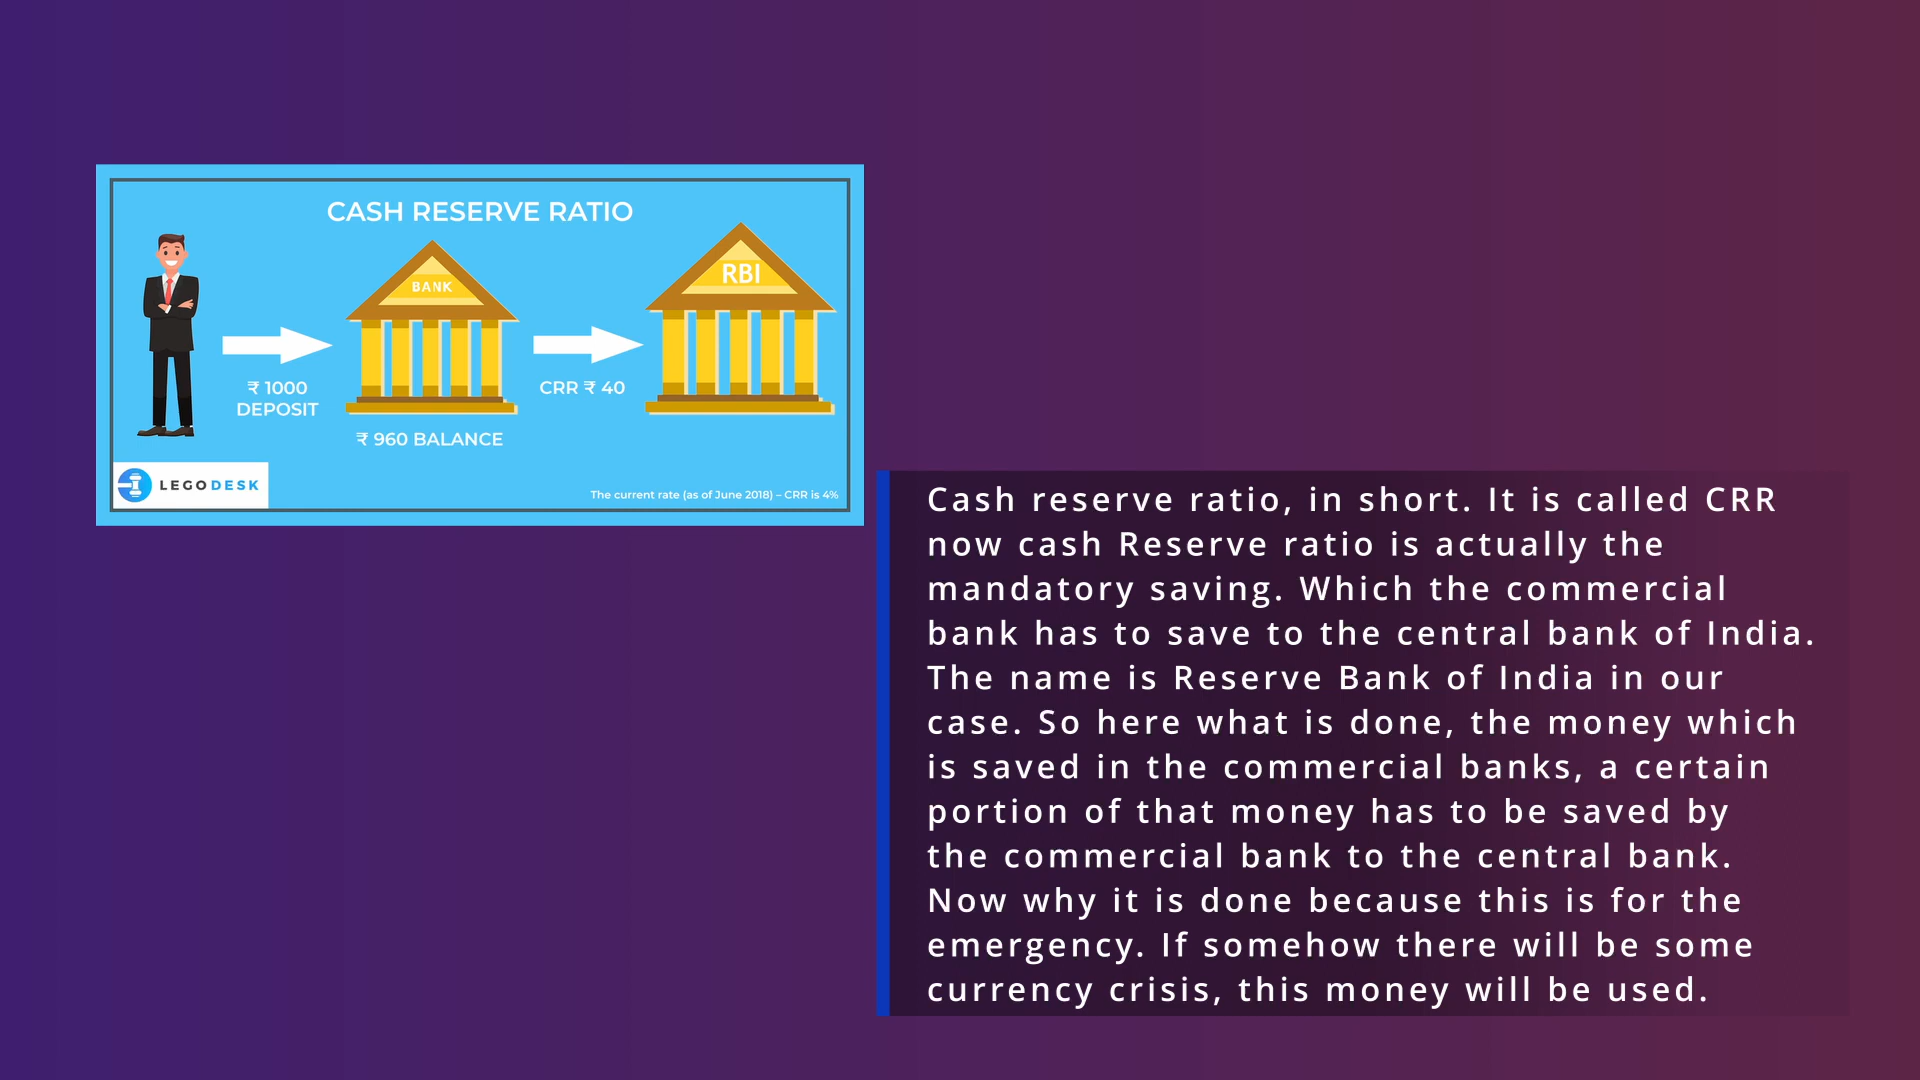 CASH RESERVE RATIO
BANK
RBI
₹ 1000
DEPOSIT
CRR ₹ 40
₹ 960 BALANCE
LEGODESK
The current rate (as of June 2018) – CRR is 4%
Cash reserve ratio, in short. It is called CRR
now cash Reserve ratio is actually the
mandatory saving. Which the commercial
bank has to save to the central bank of India.
The name is Reserve Bank of India in our
case. So here what is done, the money which
is saved in the commercial banks, a certain
portion of that money has to be saved by
the commercial bank to the central bank.
Now why it is done because this is for the
emergency. If somehow there will be some
currency crisis, this money will be used.